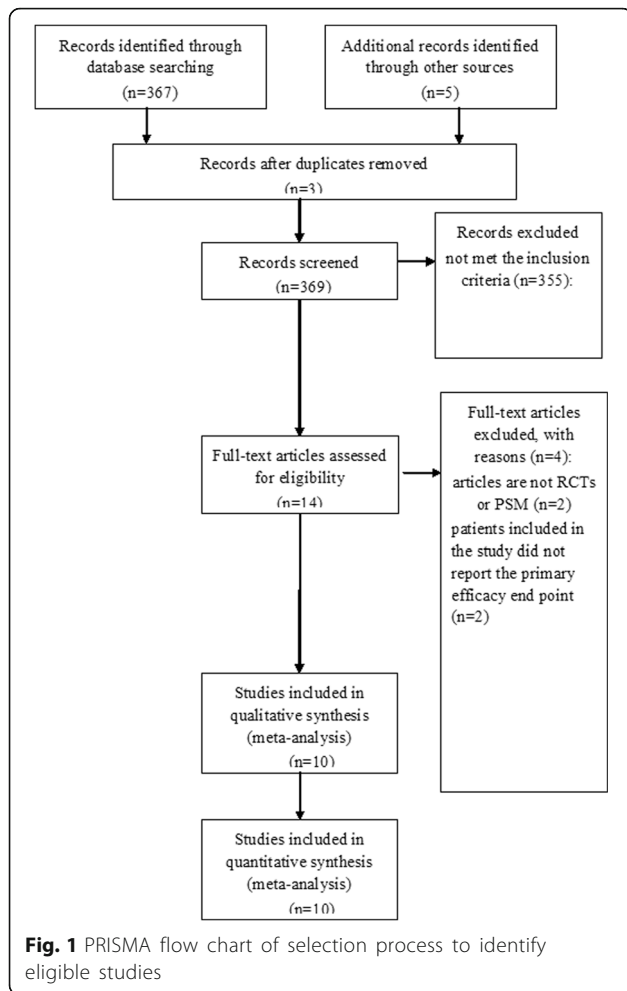 Records identified through
database searching
(n=367)
Additional records identified
through other sources
(n=5)
Records after duplicates removed
(n=3)
Records screened
(n=369)
Records excluded
not met the inclusion
criteria (n=355):
Full-text articles assessed
for eligibility
(n=14)
Full-text articles
excluded, with
reasons (n=4):
articles are not RCTs
or PSM (n=2)
patients included in
the study did not
report the primary
efficacy end point
(n=2)
Studies included in
qualitative synthesis
(meta-analysis)
(n=10)
Studies included in
quantitative synthesis
(meta-analysis)
(n=10)
Fig. 1 PRISMA flow chart of selection process to identify
eligible studies